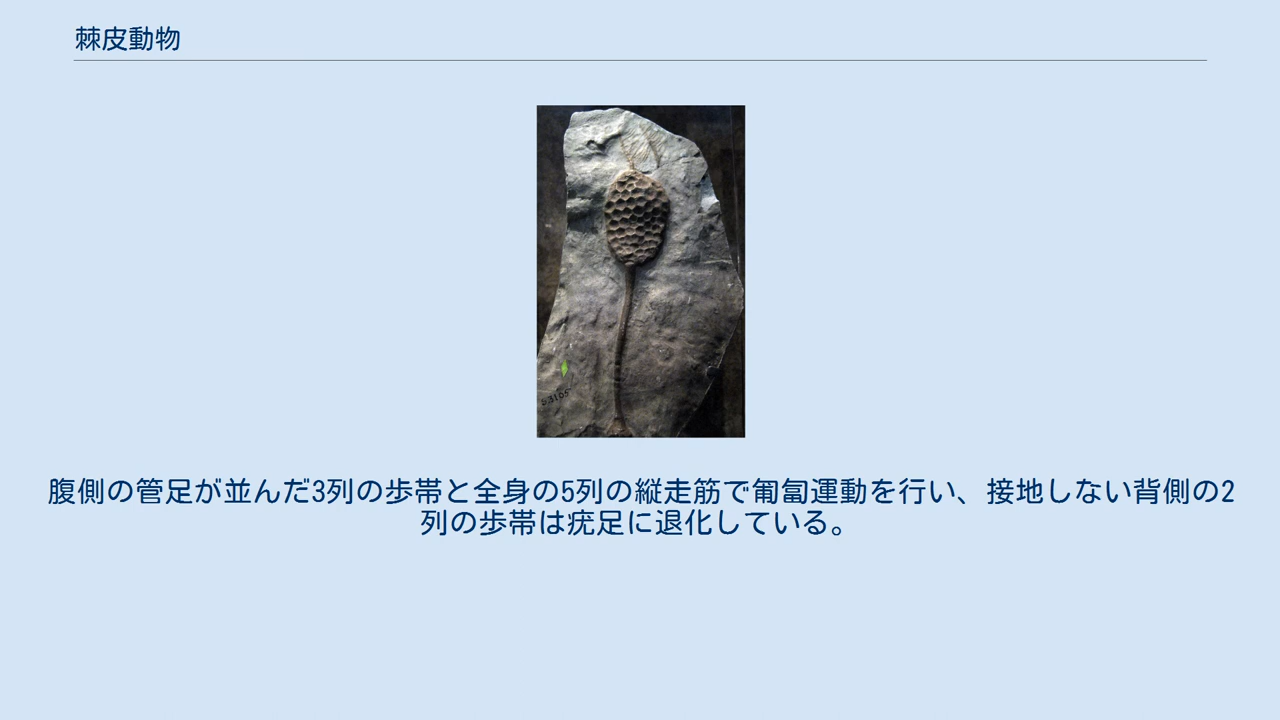 棘皮動物
53105
腹側の管足が並んだ3列の歩帯と全身の5列の縦走筋で匍匐運動を行い、接地しない背側の2
列の歩帯は疣足に退化している。